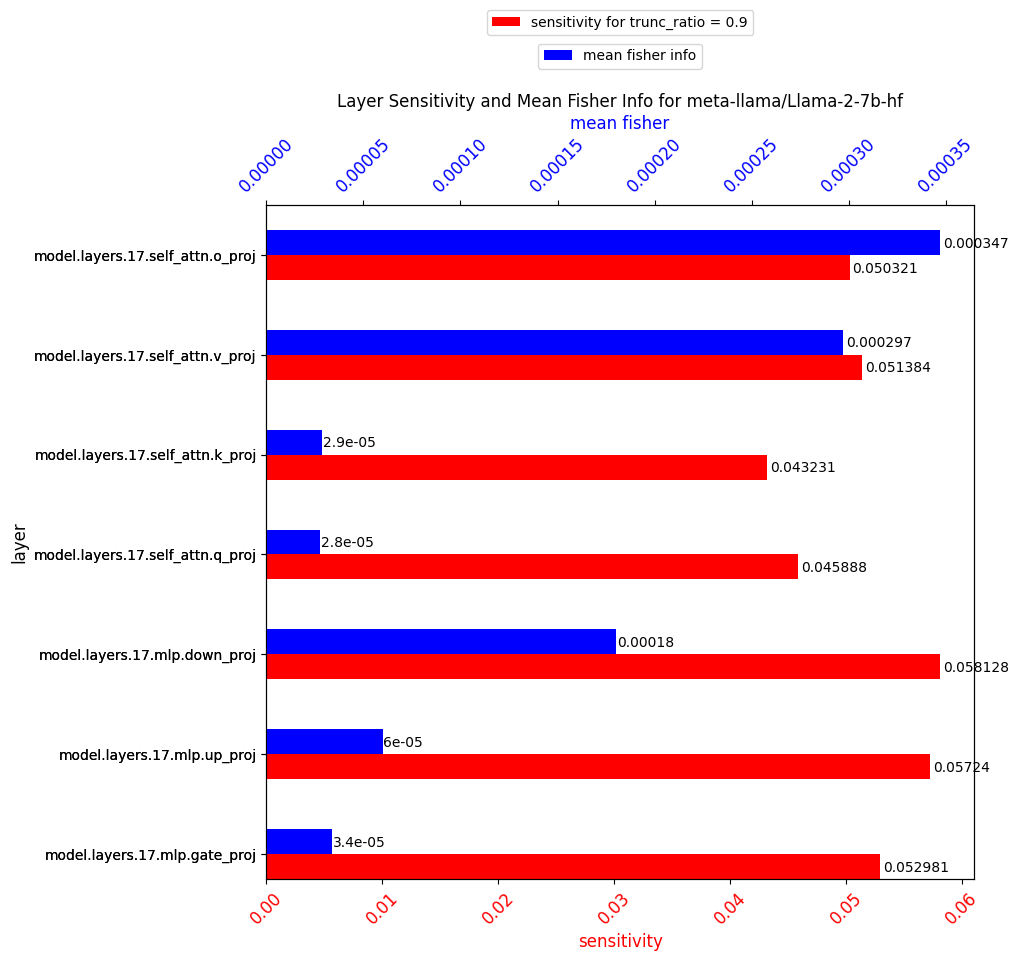 sensitivity for trunc_ratio = 0.9
mean fisher info
Layer Sensitivity and Mean Fisher Info for meta-llama/Llama-2-7b-hf
mean fisher
0.00000 0.00005 0.00010 0.00015 0.00020 0.00025 0.00030 0.00035
model.layers.17.self_attn.o_proj 0.000347
0.050321
model.layers.17.self_attn.v_proj 0.000297
0.051384
model.layers.17.self_attn.k_proj 2.9e-05
0.043231
model.layers.17.self_attn.q_proj 2.8e-05
0.045888
model.layers.17.mlp.down_proj 0.00018
0.058128
model.layers.17.mlp.up_proj 6e-05
0.05724
model.layers.17.mlp.gate_proj 3.4e-05
0.052981
layer
0.00 0.01 0.02 0.03 0.04 0.05 0.06
sensitivity